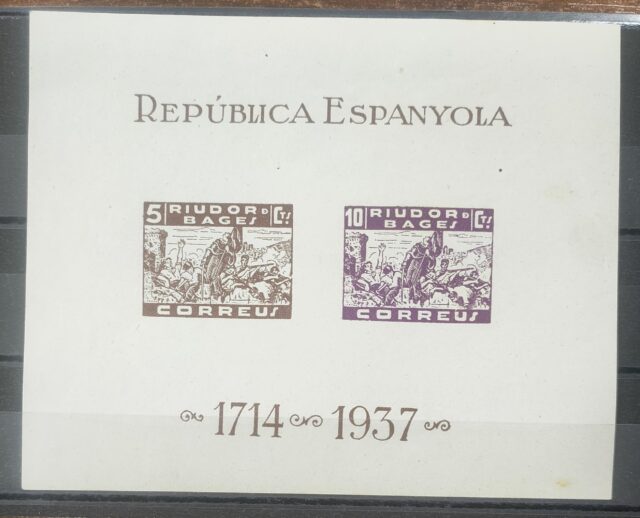 REPÚBLICA ESPANYOLA
5 RIUDOR D BAGES CTS
CORREUS
10 RIUDOR D BAGES CTS
CORREUS
1714 1937